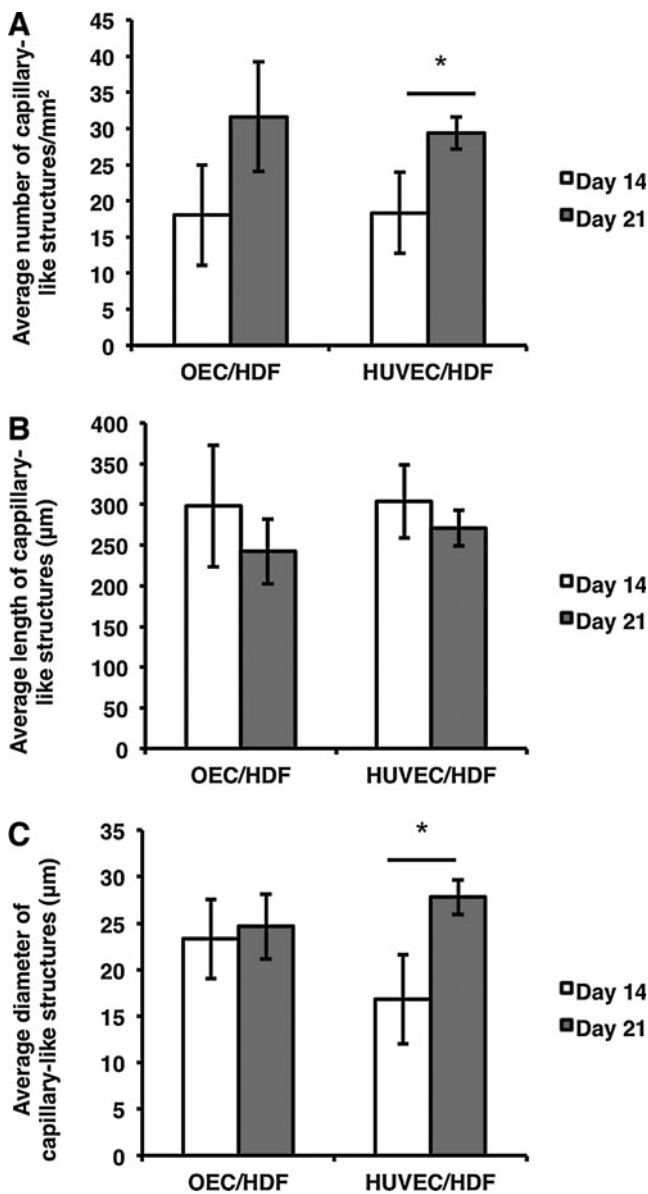 A
Average number of capillary-
like structures/mm²
45
40
35
30
25
20
15
10
5
0
*
OEC/HDF
HUVEC/HDF
Day 14
Day 21
B
Average length of cappillary-
like structures (µm)
400
350
300
250
200
150
100
50
0
OEC/HDF
HUVEC/HDF
Day 14
Day 21
C
Average diameter of
capillary-like structures (µm)
35
30
25
20
15
10
5
0
*
OEC/HDF
HUVEC/HDF
Day 14
Day 21